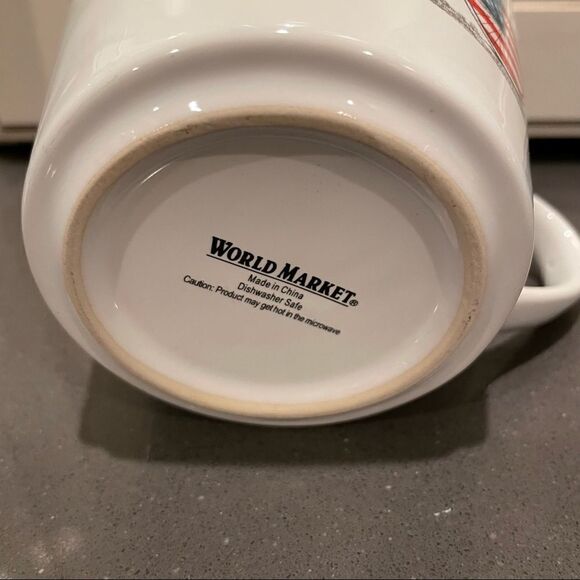 WORLD MARKET®
Made in China
Dishwasher Safe
Caution: Product may get hot in the microwave